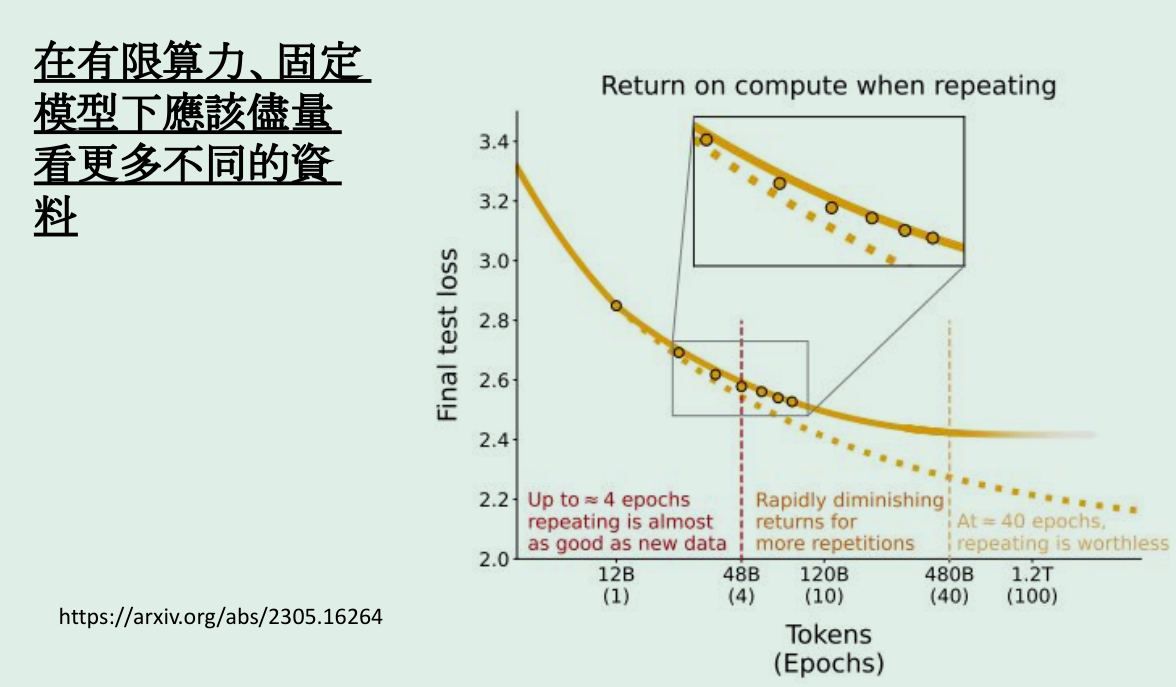 在有限算力、固定
模型下應該儘量
看更多不同的資
料
Return on compute when repeating
3.4
3.2
3.0
2.8
2.6
2.4
2.2
2.0
Final test loss
Up to ≈ 4 epochs
repeating is almost
as good as new data
Rapidly diminishing
returns for
more repetitions
At ≈ 40 epochs,
repeating is worthless
12B 48B 120B 480B 1.2T
(1) (4) (10) (40) (100)
Tokens
(Epochs)
https://arxiv.org/abs/2305.16264